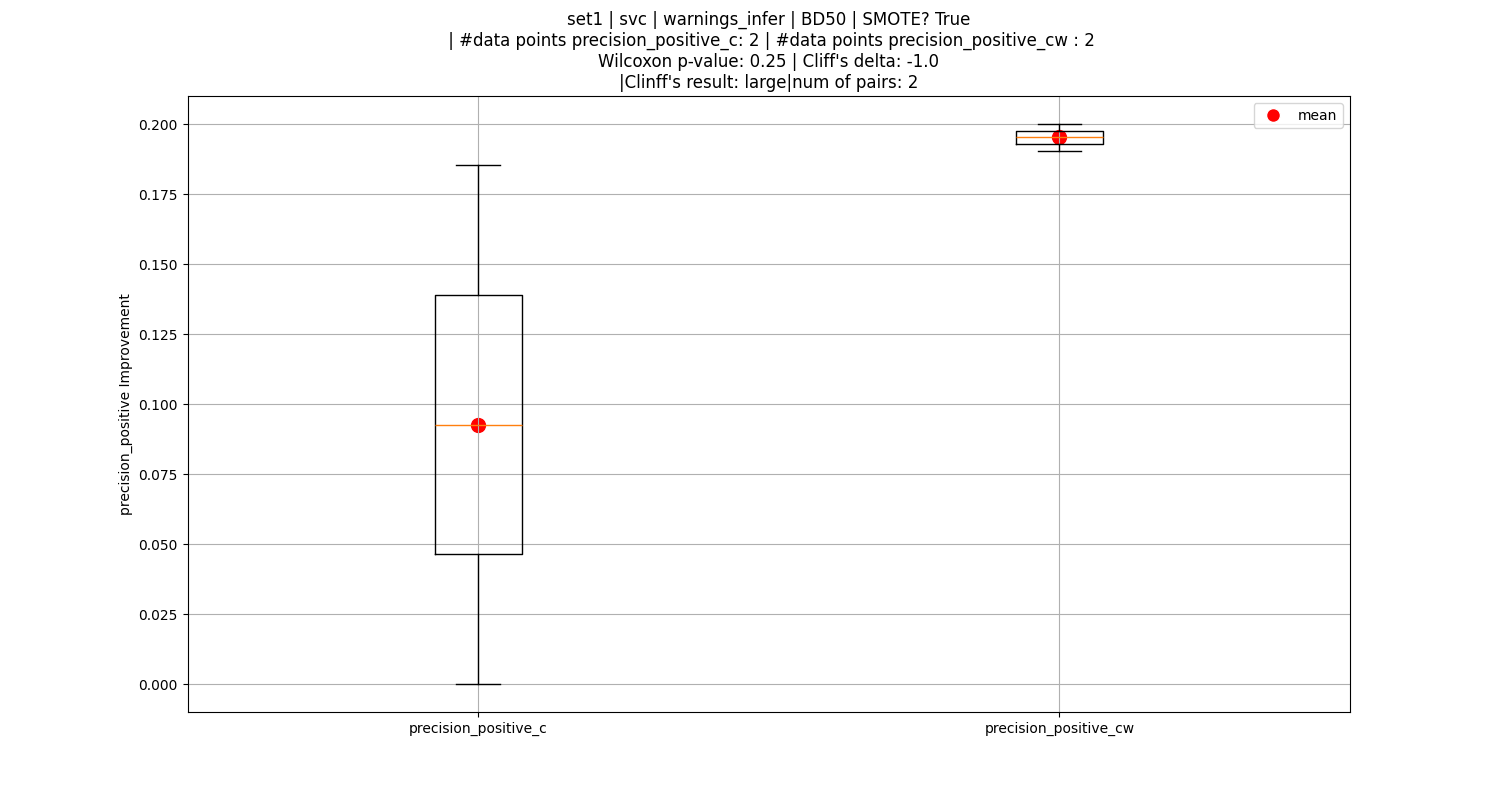 set1 | svc | warnings_infer | BD50 | SMOTE? True
| #data points precision_positive_c: 2 | #data points precision_positive_cw : 2
Wilcoxon p-value: 0.25 | Cliff's delta: -1.0
|Clinff's result: large|num of pairs: 2
mean
0.200
0.175
0.150
0.125
0.100
0.075
0.050
0.025
0.000
precision_positive Improvement
precision_positive_c
precision_positive_cw